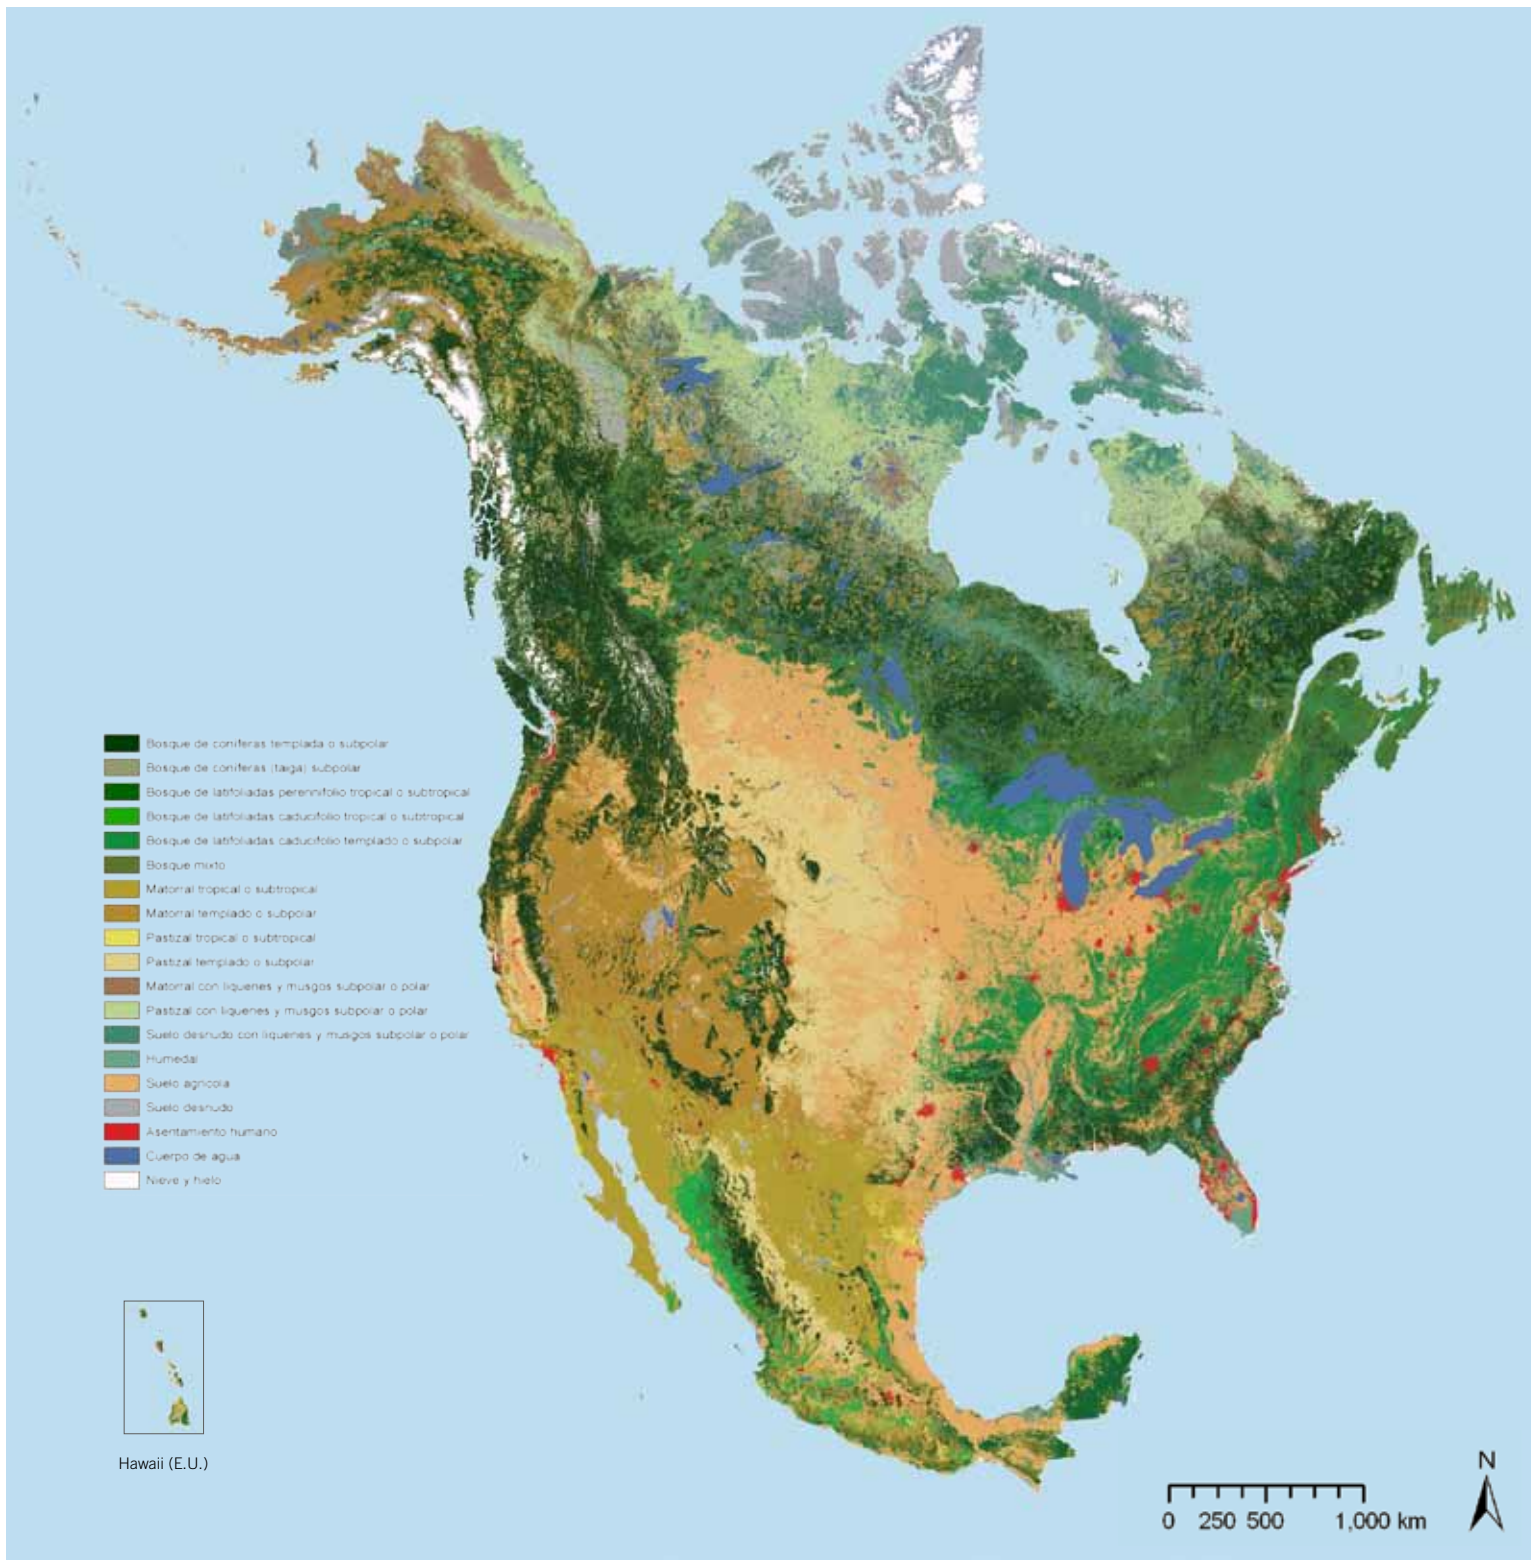 Bosque de coníferas templada o subpolar
Bosque de coníferas (taiga) subpolar
Bosque de latifoliadas perennifolio tropical o subtropical
Bosque de latifoliadas caducifolio tropical o subtropical
Bosque de latifoliadas caducifolio templado o subpolar
Bosque mixto
Matorral tropical o subtropical
Matorral templado o subpolar
Pastizal tropical o subtropical
Pastizal templado o subpolar
Matorral con líquenes y musgos subpolar o polar
Pastizal con líquenes y musgos subpolar o polar
Suelo desnudo con líquenes y musgos subpolar o polar
Humedal
Suelo agrícola
Suelo desnudo
Asentamiento humano
Cuerpo de agua
Nieve y hielo
Hawaii (E.U.)
N
0 250 500 1,000 km